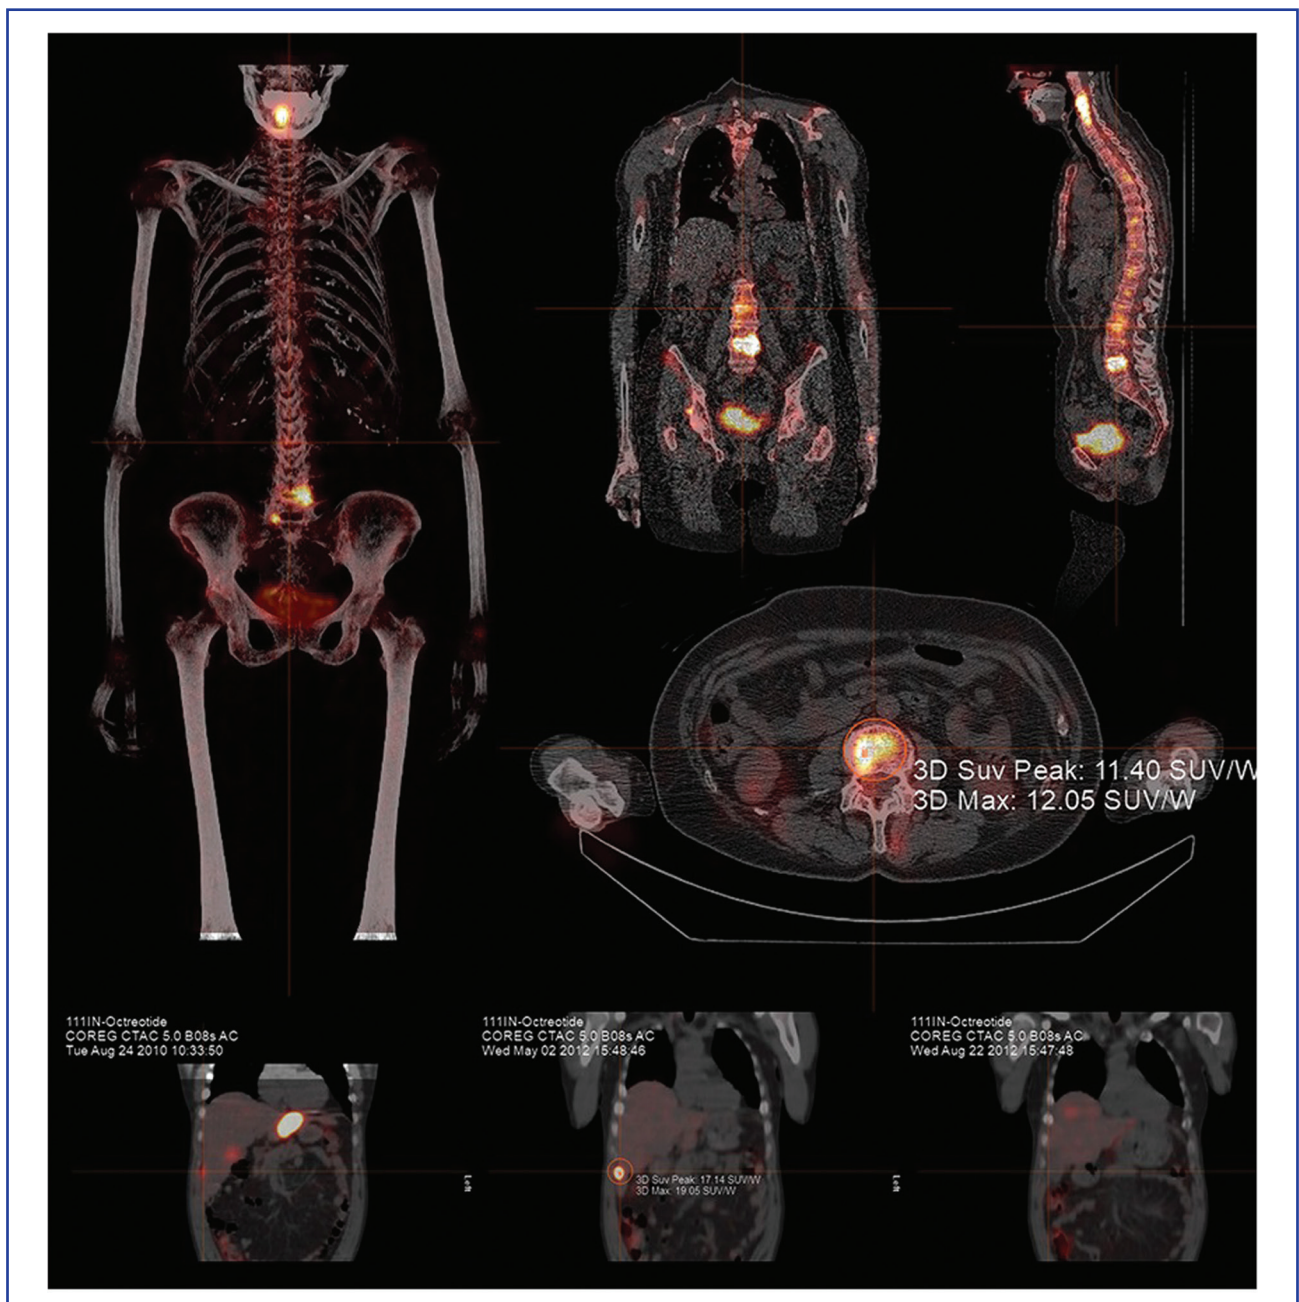 3D Suv Peak: 11.40 SUV/W
3D Max: 12.05 SUV/W
111IN-Octreotide
COREG CTAC 5.0 B08s AC
Tue Aug 24 2010 10:33:50
Left
111IN-Octreotide
COREG CTAC 5.0 B08s AC
Wed May 02 2012 15:48:46
3D Suv Peak: 17.14 SUV/W
3D Max: 19.05 SUV/W
Left
111IN-Octreotide
COREG CTAC 5.0 B08s AC
Wed Aug 22 2012 15:47:48